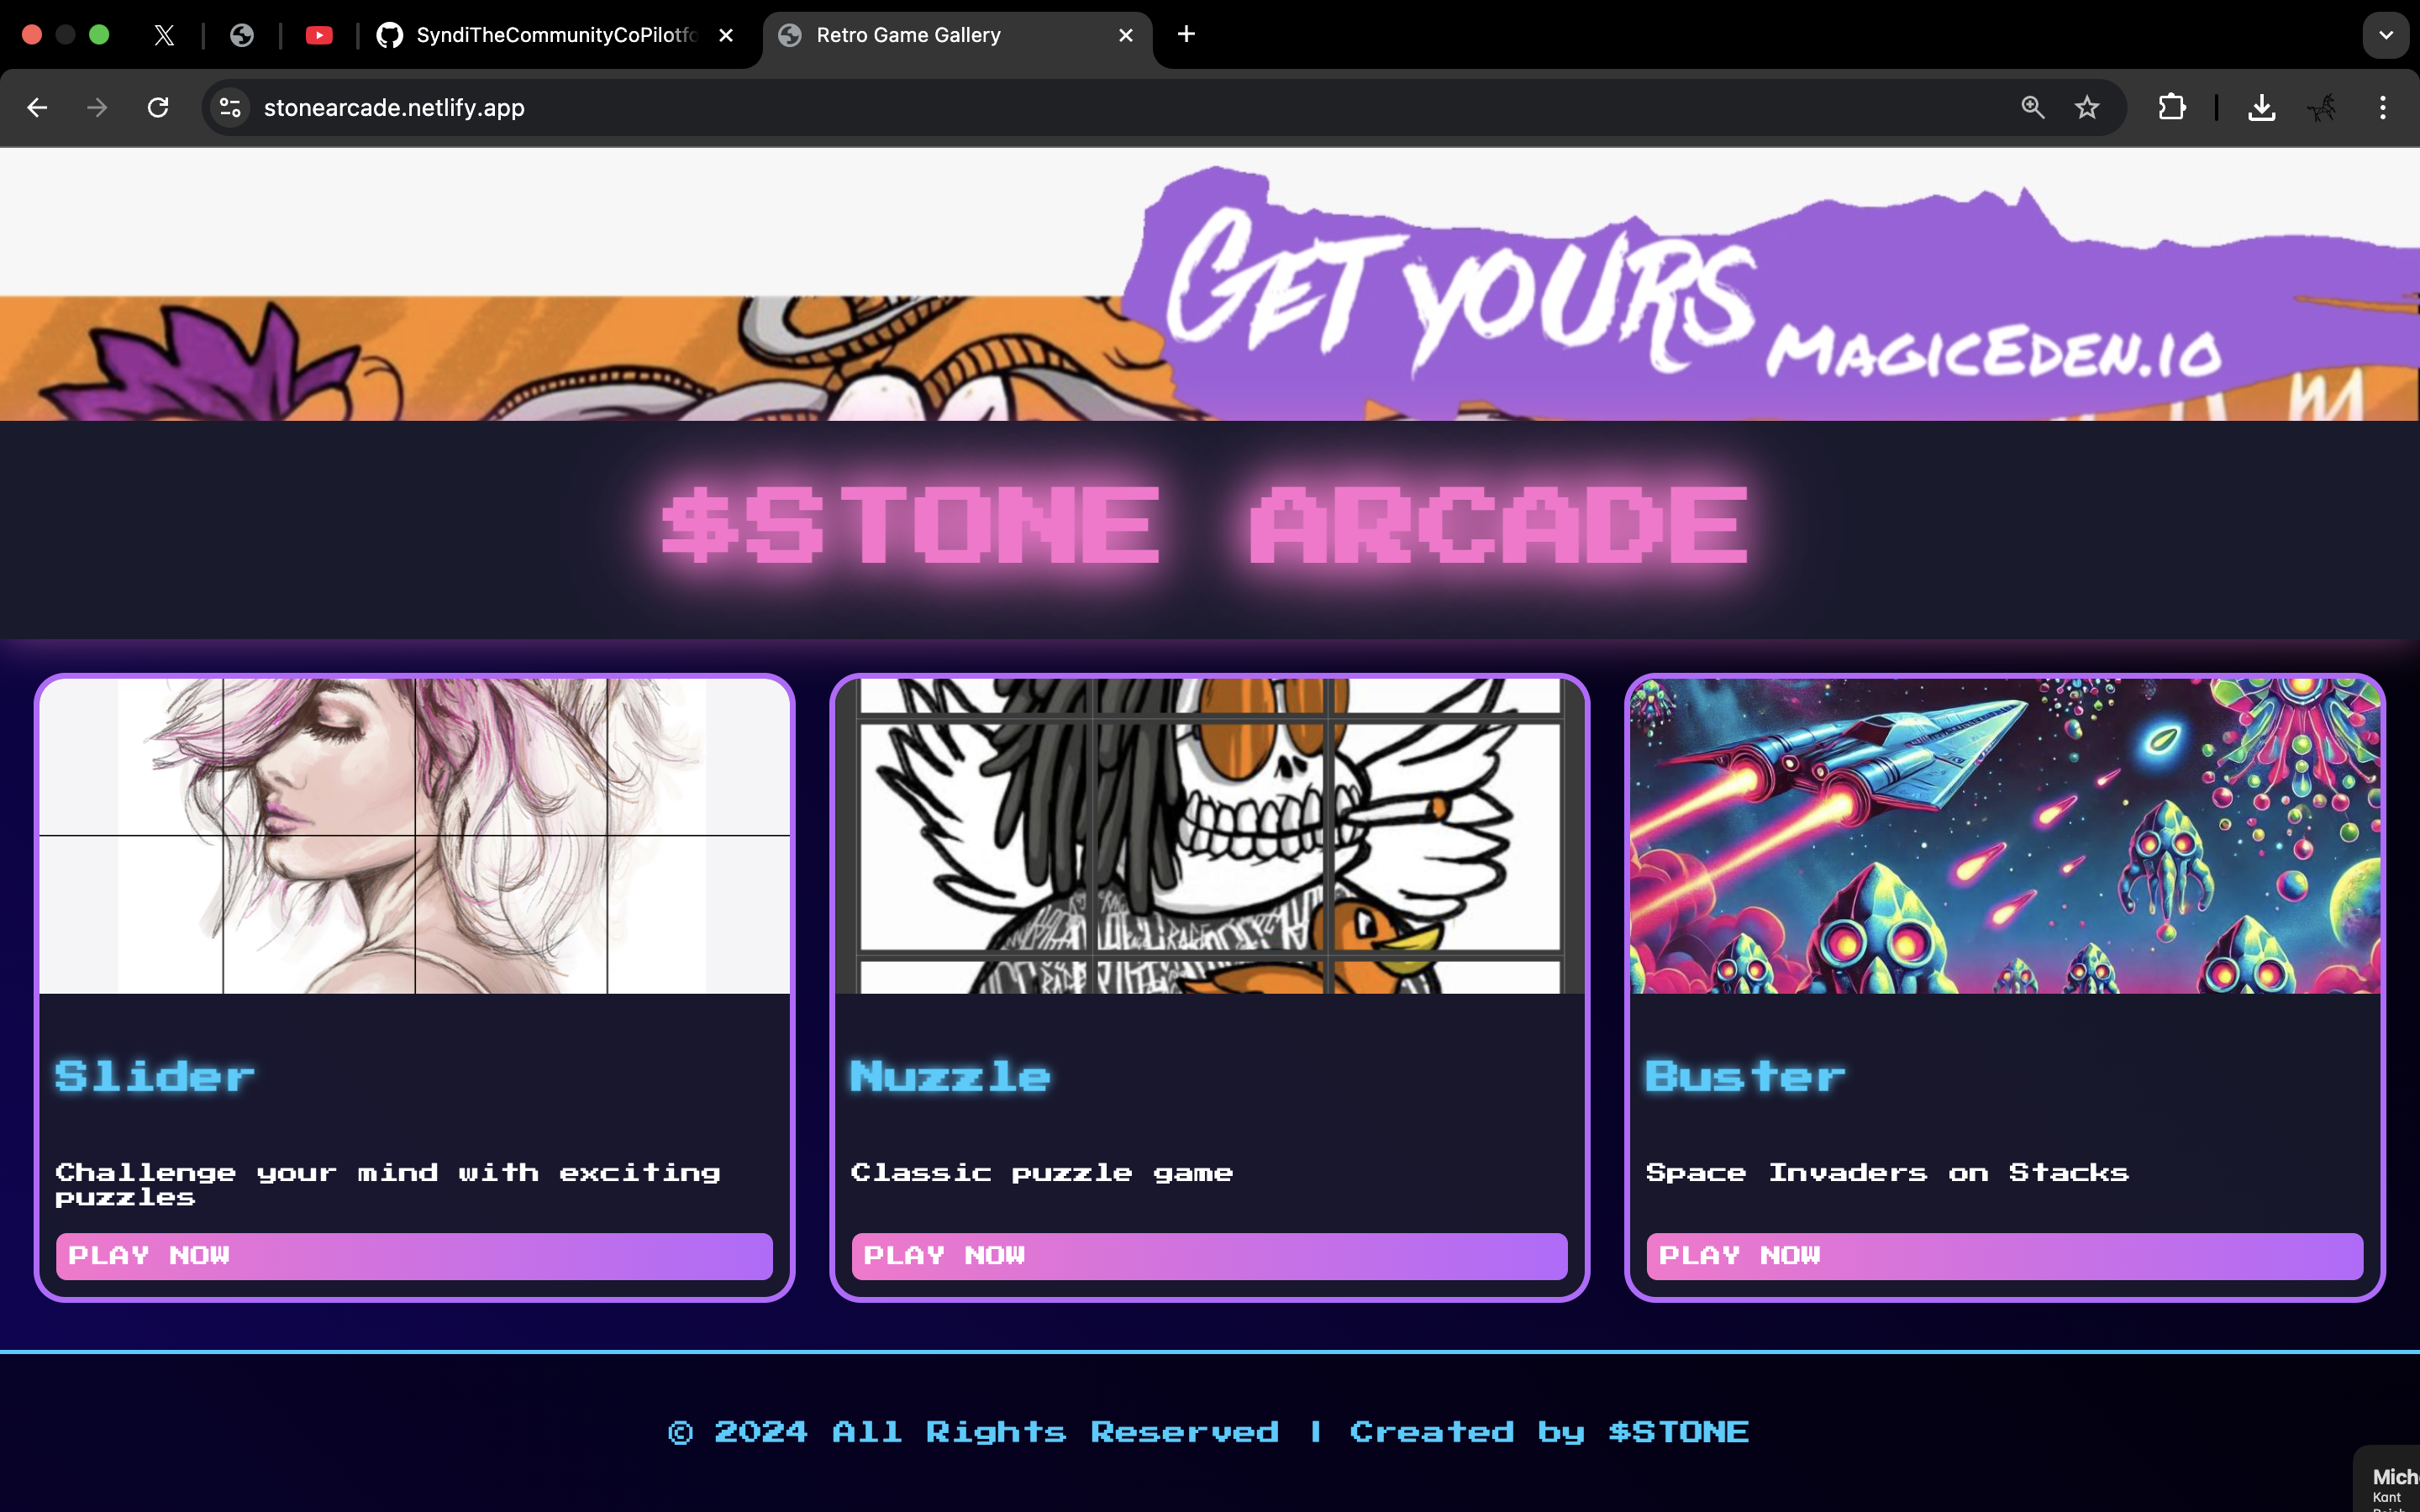 SyndiTheCommunityCoPilotfo
Retro Game Gallery
stonearcade.netlify.app
GET YOURS
MAGICEDEN.IO
$STONE ARCADE
Slider
Challenge your mind with exciting
puzzles
PLAY NOW
Nuzzle
Classic puzzle game
PLAY NOW
Buster
Space Invaders on Stacks
PLAY NOW
© 2024 All Rights Reserved | Created by $STONE
Mich
Kant